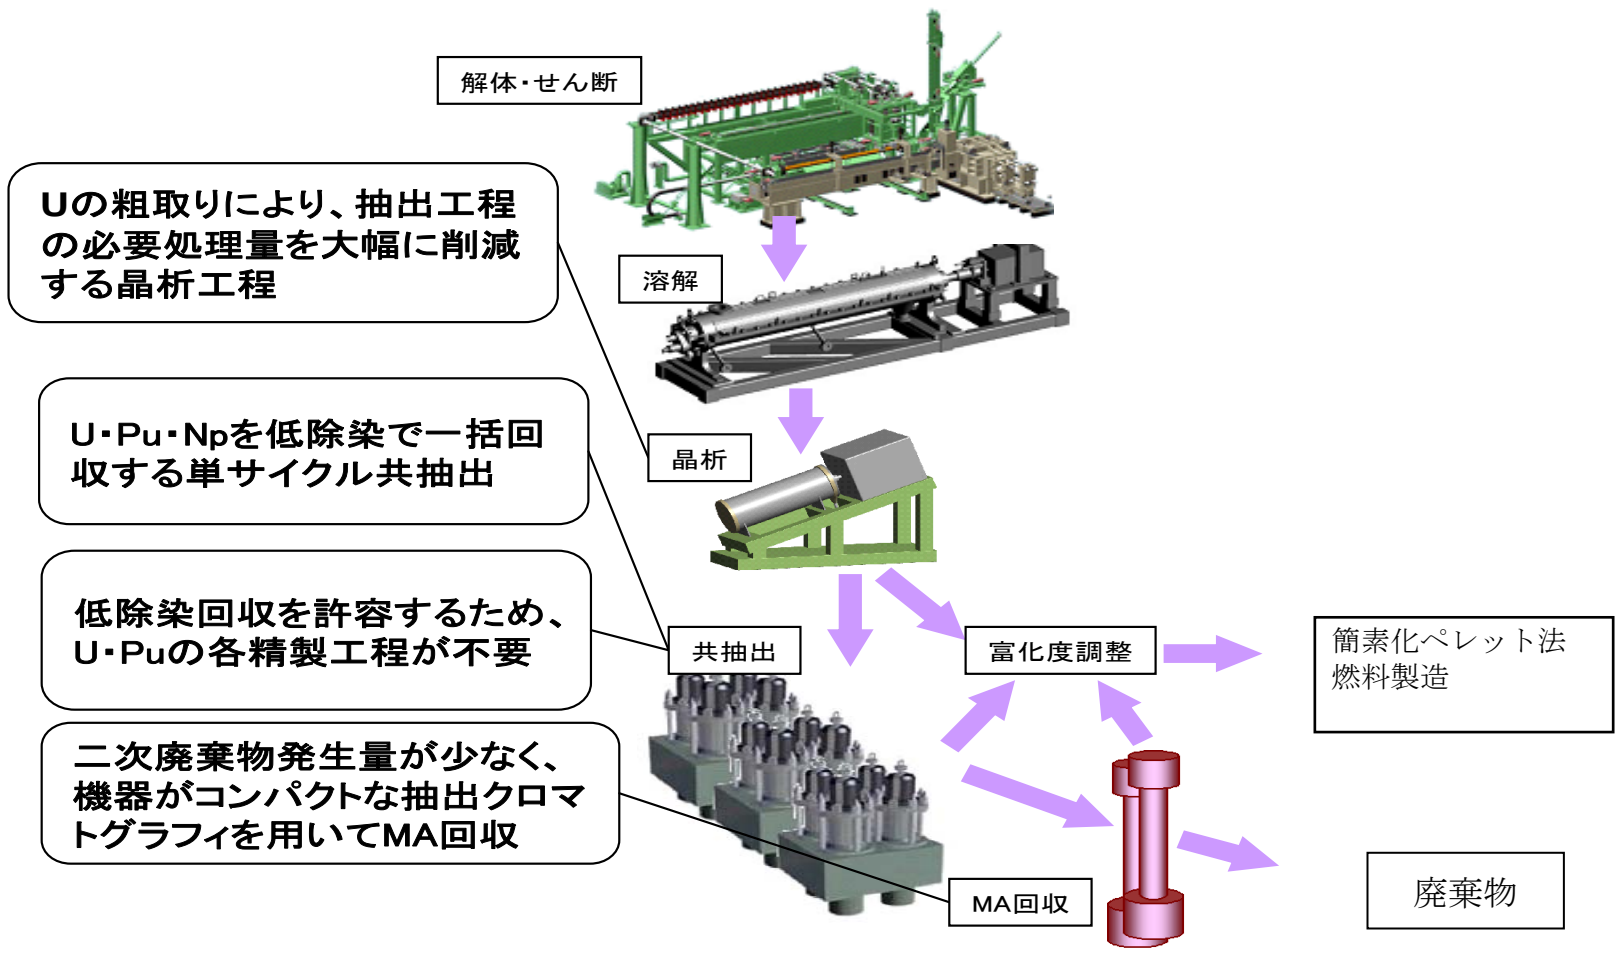 解体・せん断
Uの粗取りにより、抽出工程
の必要処理量を大幅に削減
する晶析工程
溶解
U・Pu・Npを低除染で一括回
収する単サイクル共抽出
晶析
低除染回収を許容するため、
U・Puの各精製工程が不要
共抽出
富化度調整
簡素化ペレット法
燃料製造
二次廃棄物発生量が少なく、
機器がコンパクトな抽出クロマ
トグラフィを用いてMA回収
MA回収
廃棄物